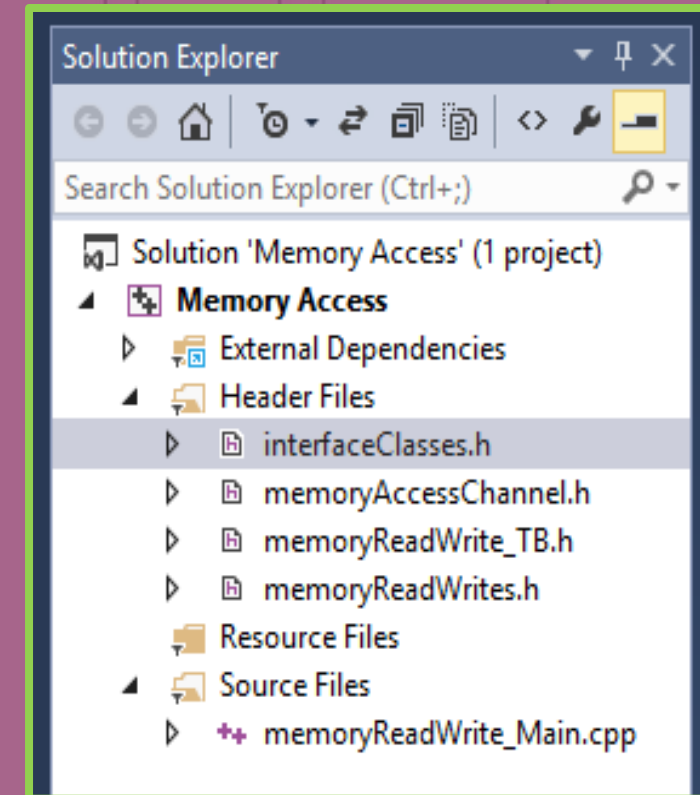 Solution Explorer
Search Solution Explorer (Ctrl+;)
Solution 'Memory Access' (1 project)
Memory Access
External Dependencies
Header Files
interfaceClasses.h
memoryAccessChannel.h
memoryReadWrite_TB.h
memoryReadWrites.h
Resource Files
Source Files
memoryReadWrite_Main.cpp